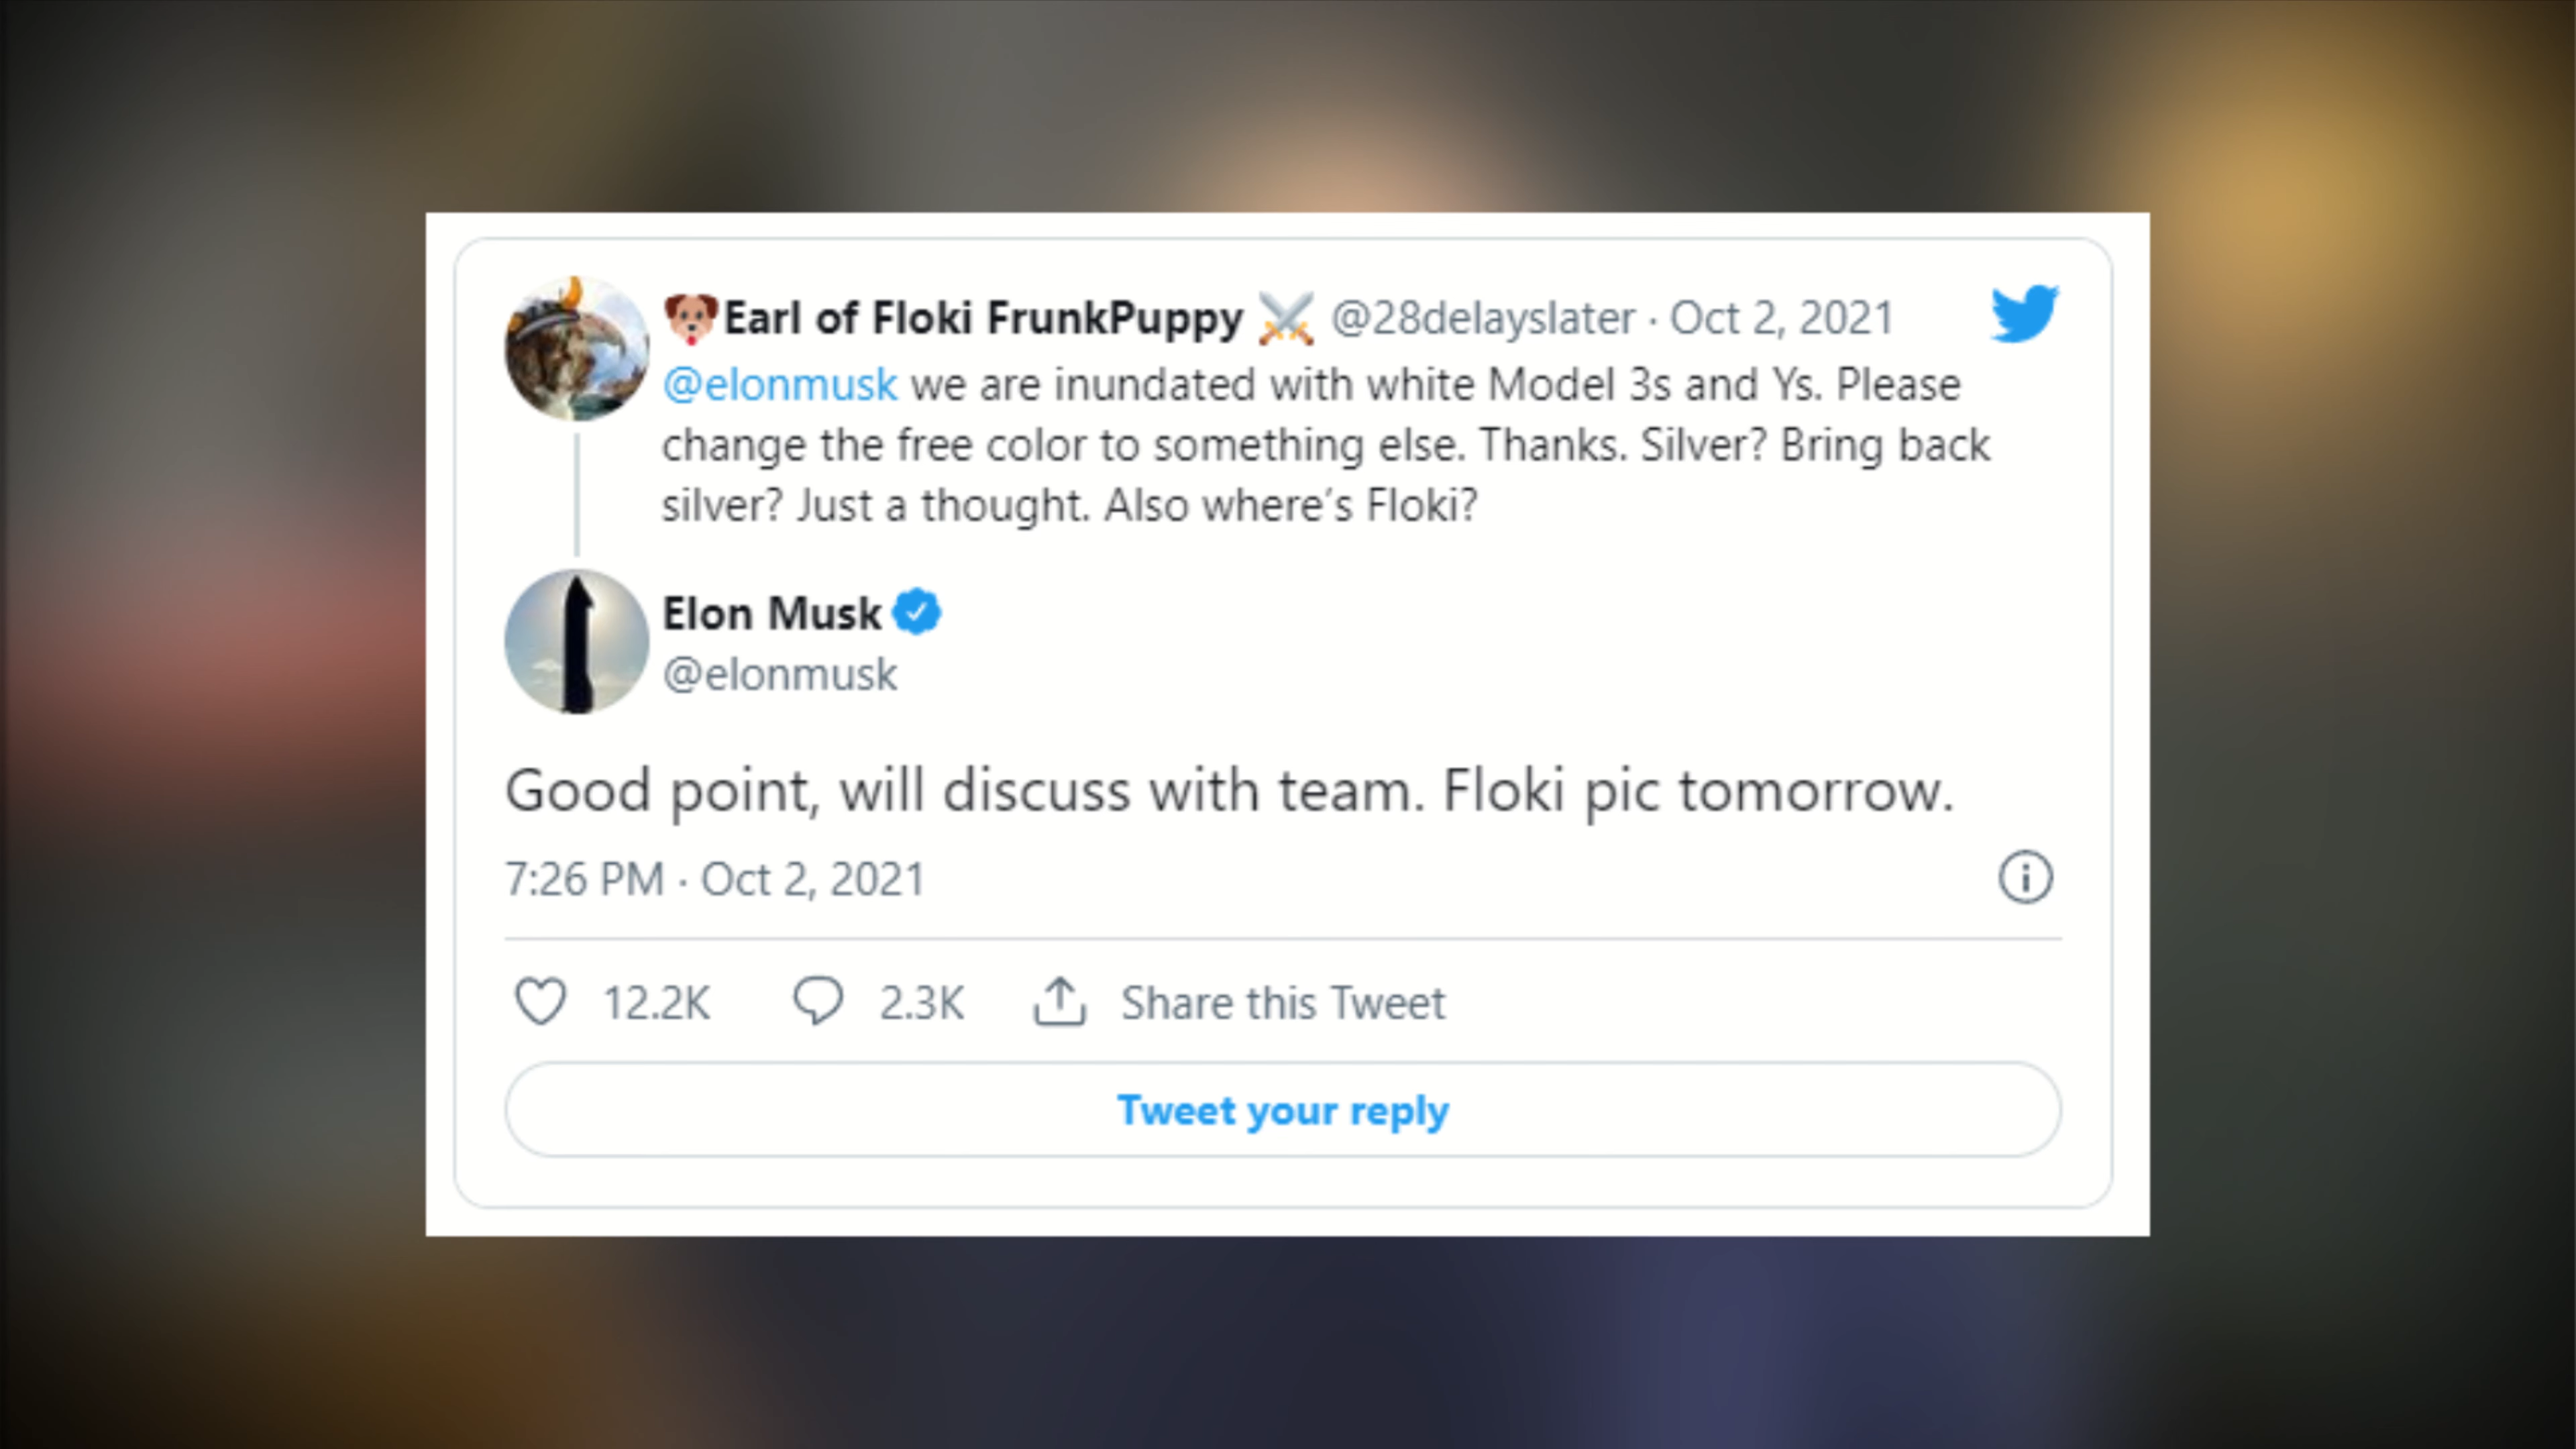 🐶Earl of Floki FrunkPuppy ⚔️ @28delayslater · Oct 2, 2021
@elonmusk we are inundated with white Model 3s and Ys. Please
change the free color to something else. Thanks. Silver? Bring back
silver? Just a thought. Also where’s Floki?
Elon Musk
@elonmusk
Good point, will discuss with team. Floki pic tomorrow.
7:26 PM · Oct 2, 2021
12.2K 2.3K Share this Tweet
Tweet your reply